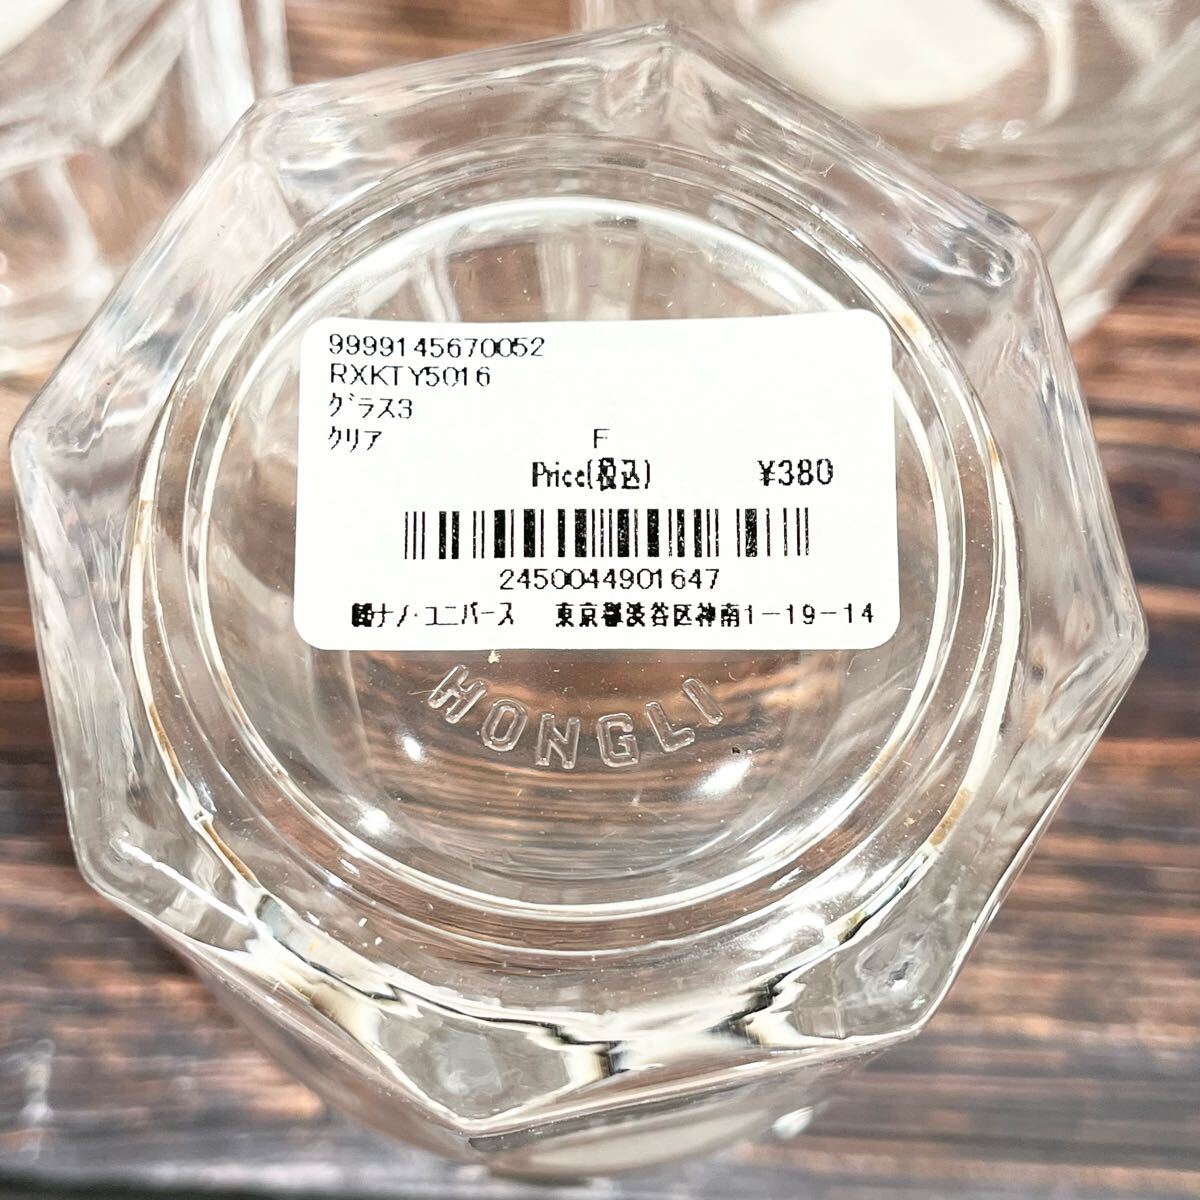 9999145670052
RXKTY5016
グラス3
クリア F
Price(税込) ¥380
2450044901647
㈱ナノ・ユニバース 東京都渋谷区神南1-19-14
HONGLI